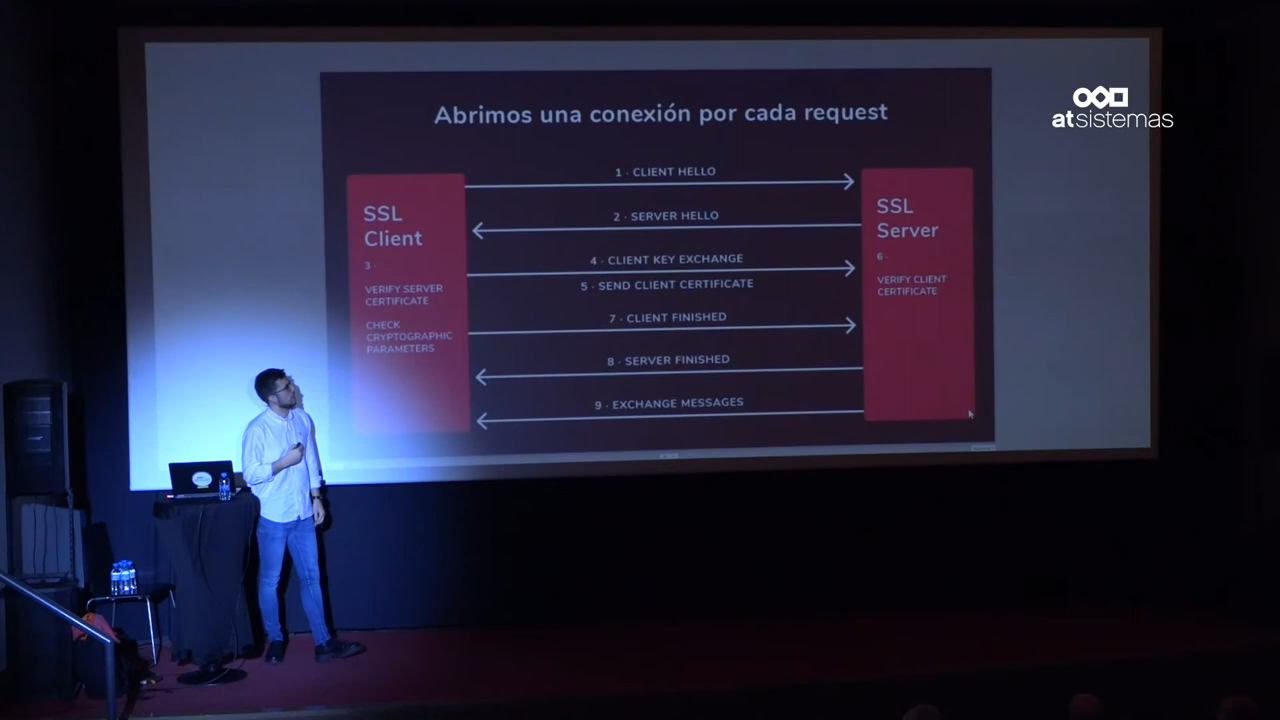 Abrimos una conexión por cada request
atsistemas
1 · CLIENT HELLO
2 · SERVER HELLO
4 · CLIENT KEY EXCHANGE
5 · SEND CLIENT CERTIFICATE
7 · CLIENT FINISHED
8 · SERVER FINISHED
9 · EXCHANGE MESSAGES
SSL
Client
3 ·
VERIFY SERVER
CERTIFICATE
CHECK
CRYPTOGRAPHIC
PARAMETERS
SSL
Server
6 ·
VERIFY CLIENT
CERTIFICATE